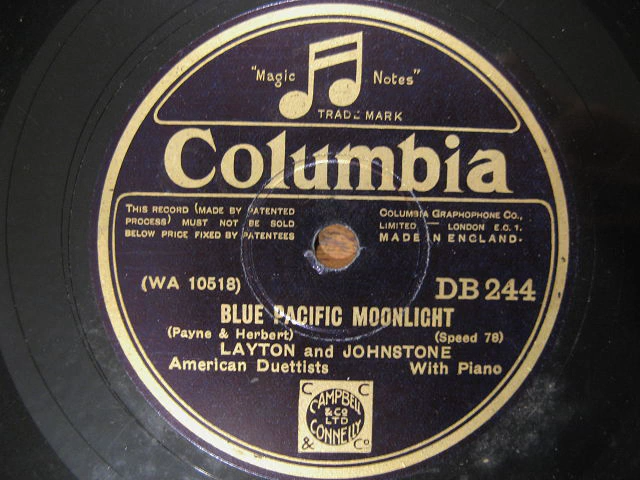 "Magic Notes"
TRADE MARK
Columbia
THIS RECORD (MADE BY PATENTED
PROCESS) MUST NOT BE SOLD
BELOW PRICE FIXED BY PATENTEES
COLUMBIA GRAPHOPHONE CO.,
LIMITED. — LONDON E.C. 1.
MADE IN ENGLAND.
(WA 10518)
DB 244
BLUE PACIFIC MOONLIGHT
(Payne & Herbert) (Speed 78)
LAYTON and JOHNSTONE
American Duettists With Piano
C C
CAMPBELL
& CO
LTD
CONNELLY
& Co